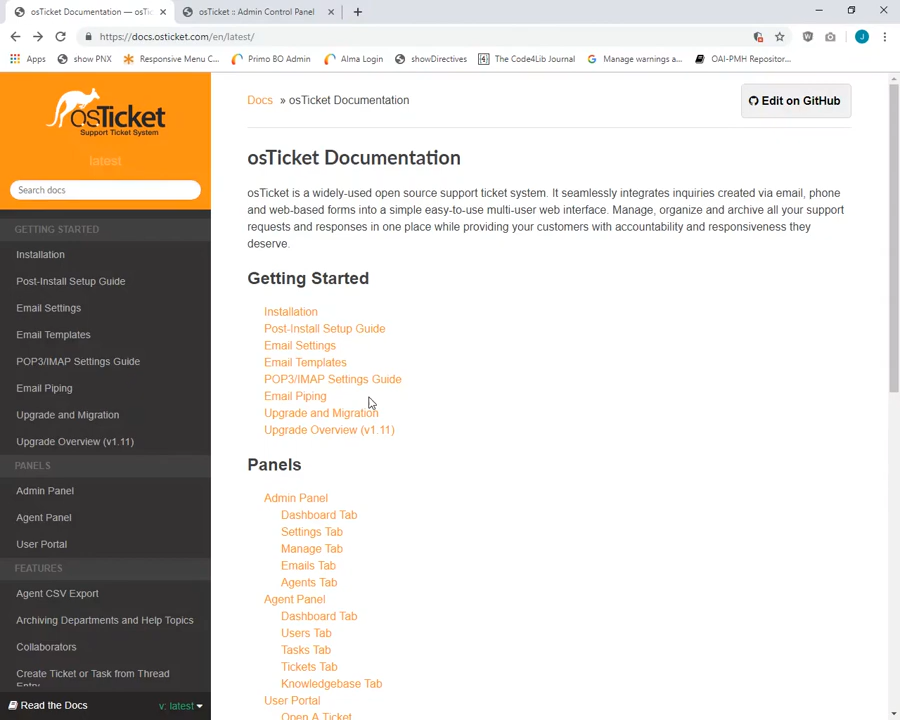 osTicket Documentation — osTi
osTicket :: Admin Control Panel
https://docs.osticket.com/en/latest/
Apps
show PNX
Responsive Menu C...
Primo BO Admin
Alma Login
showDirectives
The Code4Lib Journal
Manage warnings a...
OAI-PMH Repositor...
osTicket
Support Ticket System
latest
Search docs
GETTING STARTED
Installation
Post-Install Setup Guide
Email Settings
Email Templates
POP3/IMAP Settings Guide
Email Piping
Upgrade and Migration
Upgrade Overview (v1.11)
PANELS
Admin Panel
Agent Panel
User Portal
FEATURES
Agent CSV Export
Archiving Departments and Help Topics
Collaborators
Create Ticket or Task from Thread
Entry
Read the Docs
v: latest
Docs » osTicket Documentation
Edit on GitHub
osTicket Documentation
osTicket is a widely-used open source support ticket system. It seamlessly integrates inquiries created via email, phone
and web-based forms into a simple easy-to-use multi-user web interface. Manage, organize and archive all your support
requests and responses in one place while providing your customers with accountability and responsiveness they
deserve.
Getting Started
Installation
Post-Install Setup Guide
Email Settings
Email Templates
POP3/IMAP Settings Guide
Email Piping
Upgrade and Migration
Upgrade Overview (v1.11)
Panels
Admin Panel
Dashboard Tab
Settings Tab
Manage Tab
Emails Tab
Agents Tab
Agent Panel
Dashboard Tab
Users Tab
Tasks Tab
Tickets Tab
Knowledgebase Tab
User Portal
Open A Ticket